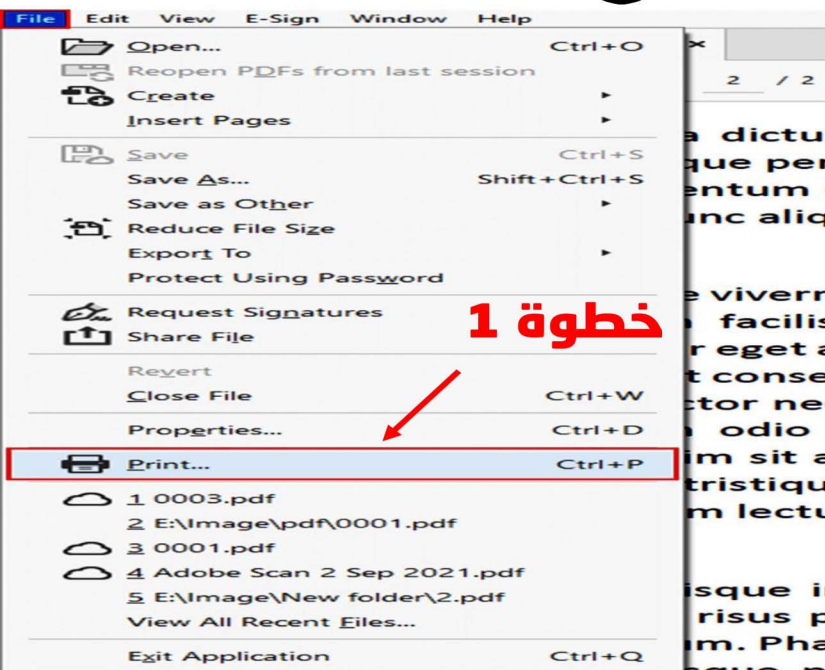 File Edit View E-Sign Window Help
Open... Ctrl+O
Reopen PDFs from last session
2 / 2
Create
Insert Pages
a dictu
Save Ctrl+S
que per
Save As... Shift+Ctrl+S
entum
Save as Other
unc aliq
Reduce File Size
Export To
Protect Using Password
e viverr
Request Signatures
خطوة 1
facilis
Share File
r eget a
Revert
t conse
Close File Ctrl+W
ctor ne
Properties... Ctrl+D
odio
Print... Ctrl+P
im sit a
tristiqu
1 0003.pdf
m lectu
2 E:\Image\pdf\0001.pdf
3 0001.pdf
4 Adobe Scan 2 Sep 2021.pdf
5 E:\Image\New folder\2.pdf
isque i
View All Recent Files...
risus p
Exit Application Ctrl+Q
um. Pha